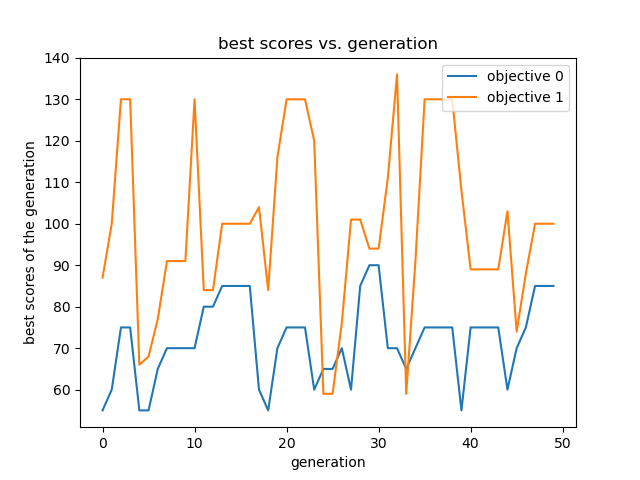 best scores vs. generation
140
130
120
110
100
90
80
70
60
best scores of the generation
objective 0
objective 1
0 10 20 30 40 50
generation